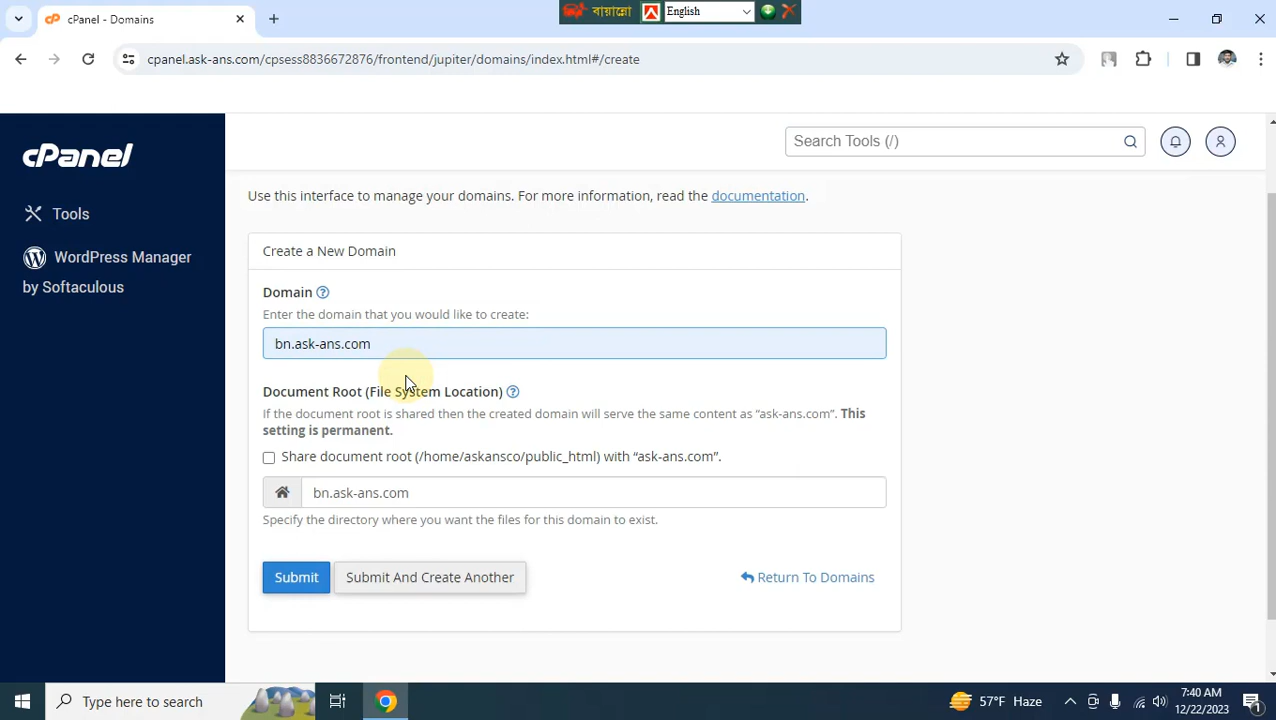 cPanel - Domains
বায়ান্নো
English
cpanel.ask-ans.com/cpsess8836672876/frontend/jupiter/domains/index.html#/create
cPanel
Search Tools (/)
Tools
WordPress Manager
by Softaculous
Use this interface to manage your domains. For more information, read the documentation.
Create a New Domain
Domain
Enter the domain that you would like to create:
bn.ask-ans.com
Document Root (File System Location)
If the document root is shared then the created domain will serve the same content as “ask-ans.com”. This
setting is permanent.
Share document root (/home/askansco/public_html) with “ask-ans.com”.
bn.ask-ans.com
Specify the directory where you want the files for this domain to exist.
Submit
Submit And Create Another
Return To Domains
Type here to search
57°F Haze
7:40 AM
12/22/2023
1